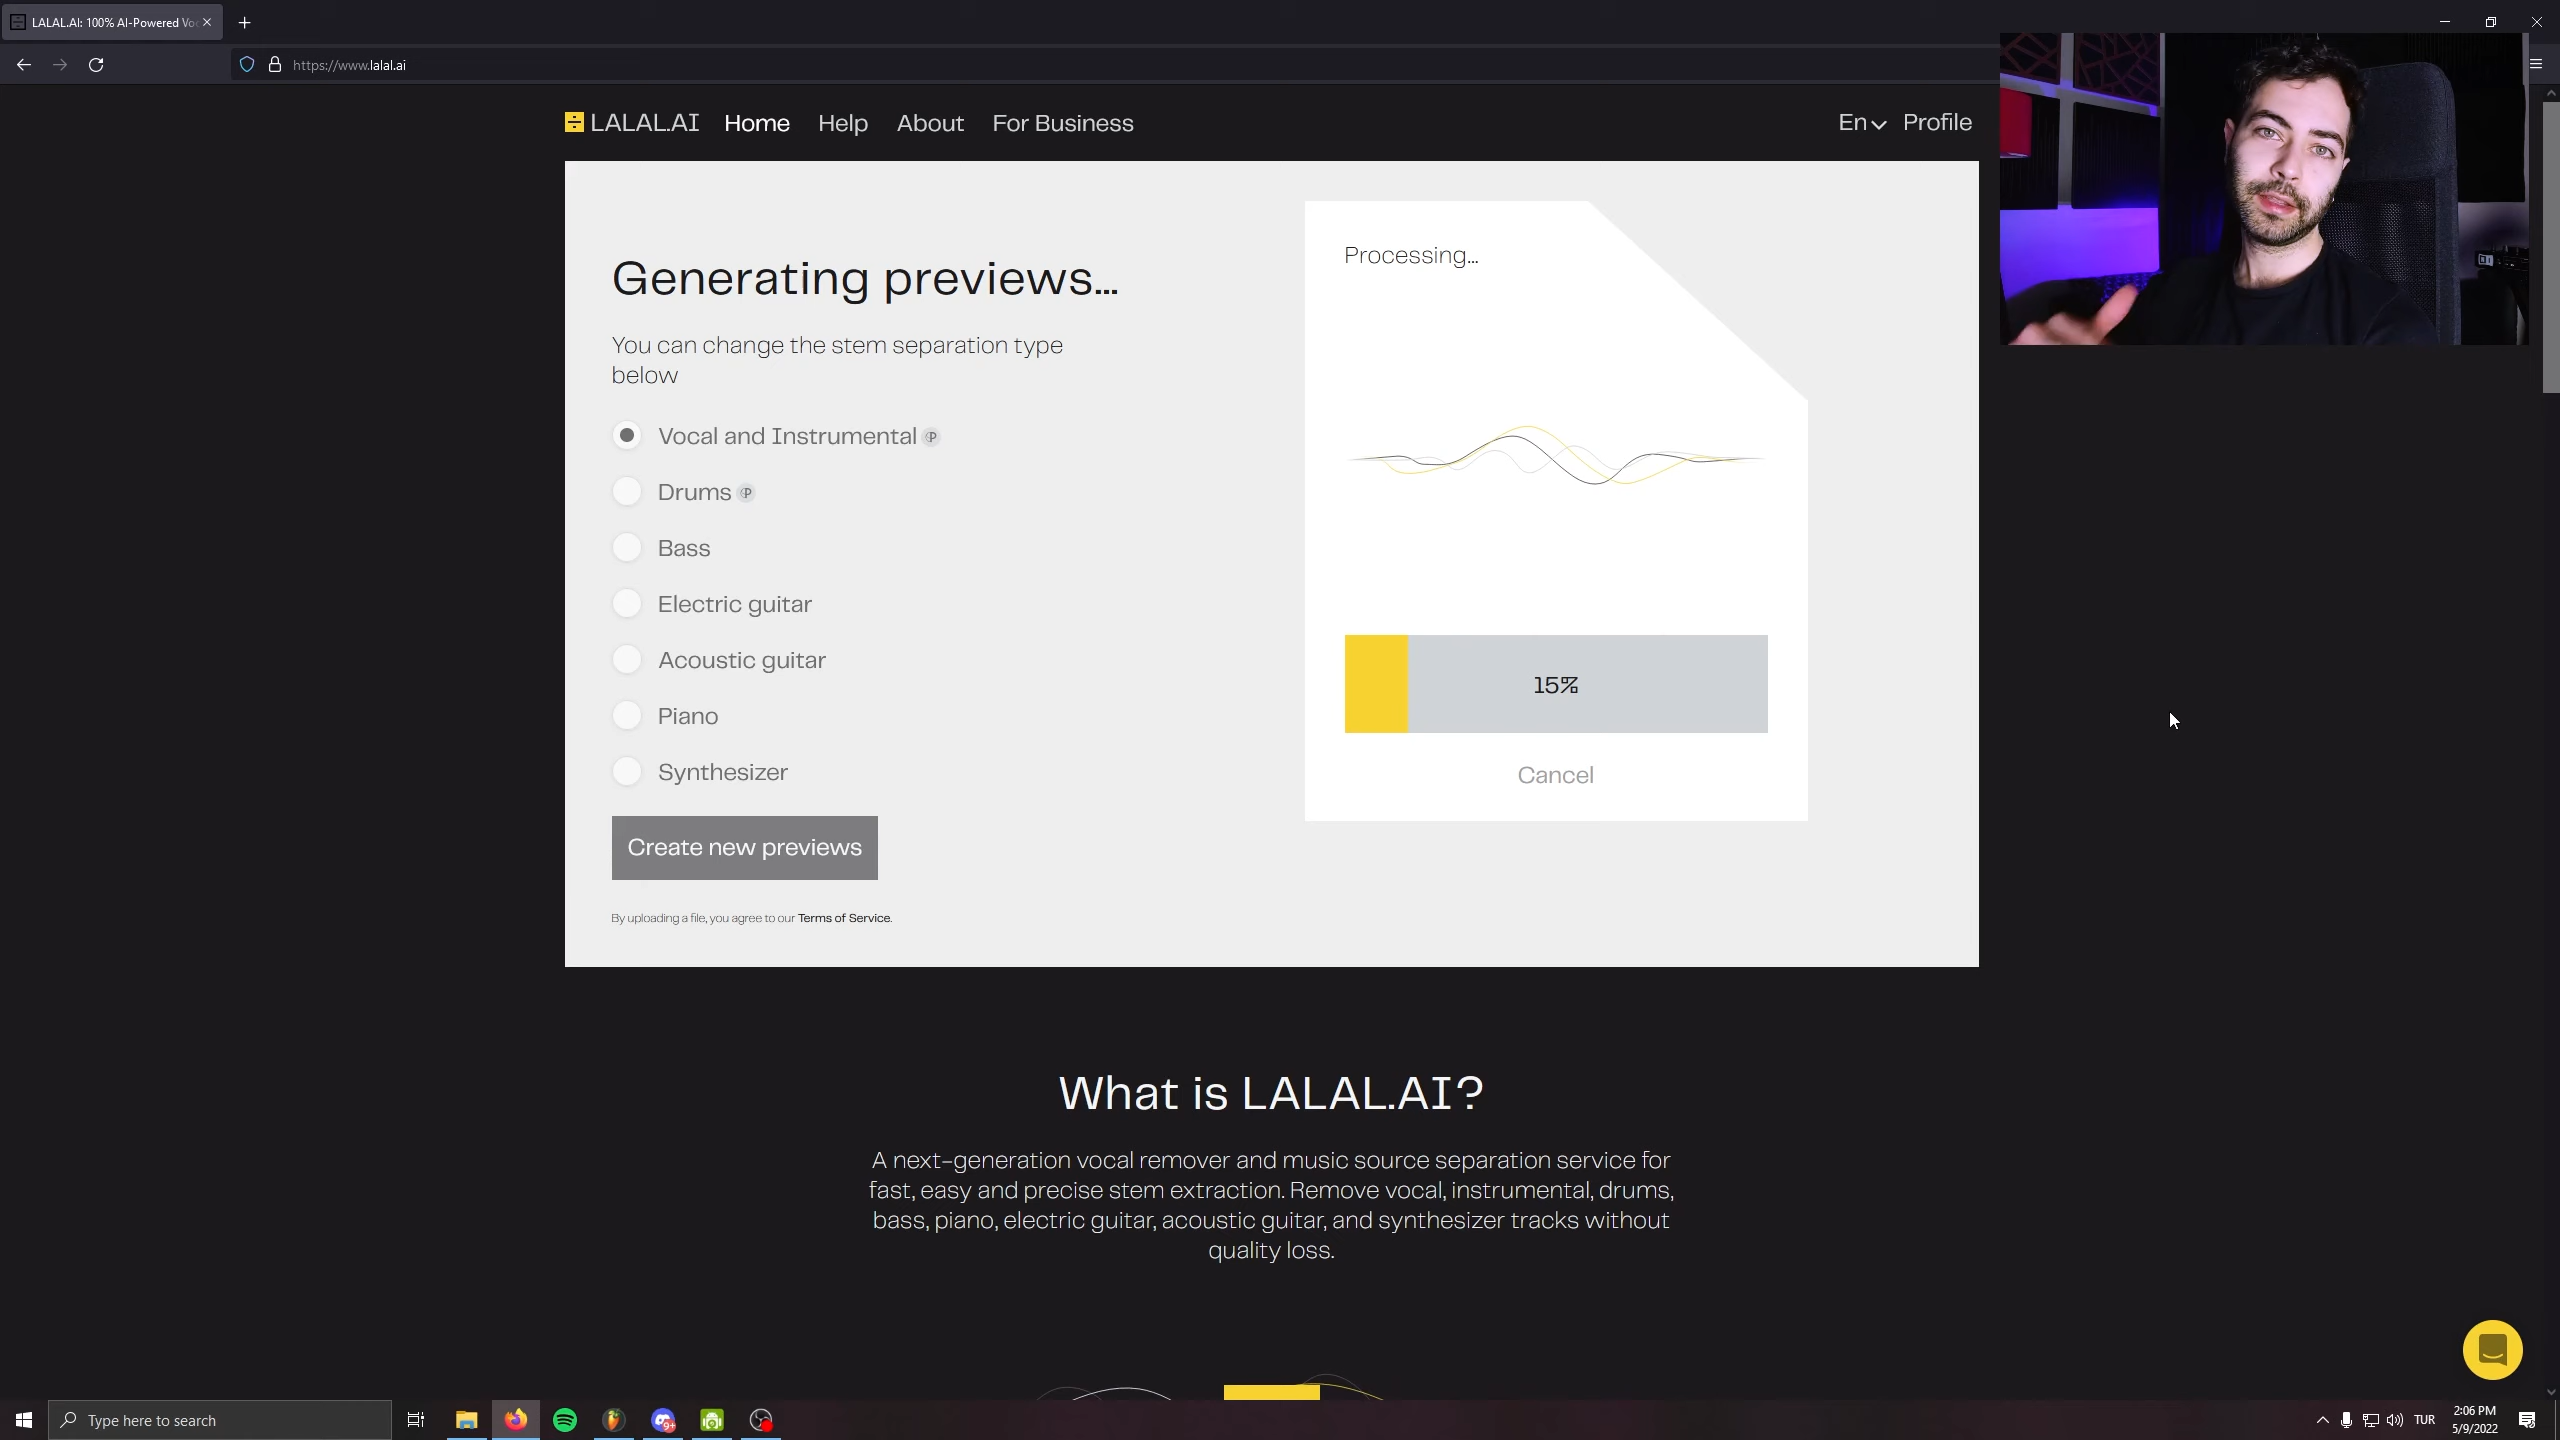 LALAL.AI: 100% AI-Powered Vo
https://www.lalal.ai
LALAL.AI Home Help About For Business En Profile
Generating previews...
You can change the stem separation type
below
Vocal and Instrumental P
Drums P
Bass
Electric guitar
Acoustic guitar
Piano
Synthesizer
Create new previews
By uploading a file, you agree to our Terms of Service.
Processing...
15%
Cancel
What is LALAL.AI?
A next-generation vocal remover and music source separation service for
fast, easy and precise stem extraction. Remove vocal, instrumental, drums,
bass, piano, electric guitar, acoustic guitar, and synthesizer tracks without
quality loss.
Type here to search
9+
TUR
2:06 PM
5/9/2022